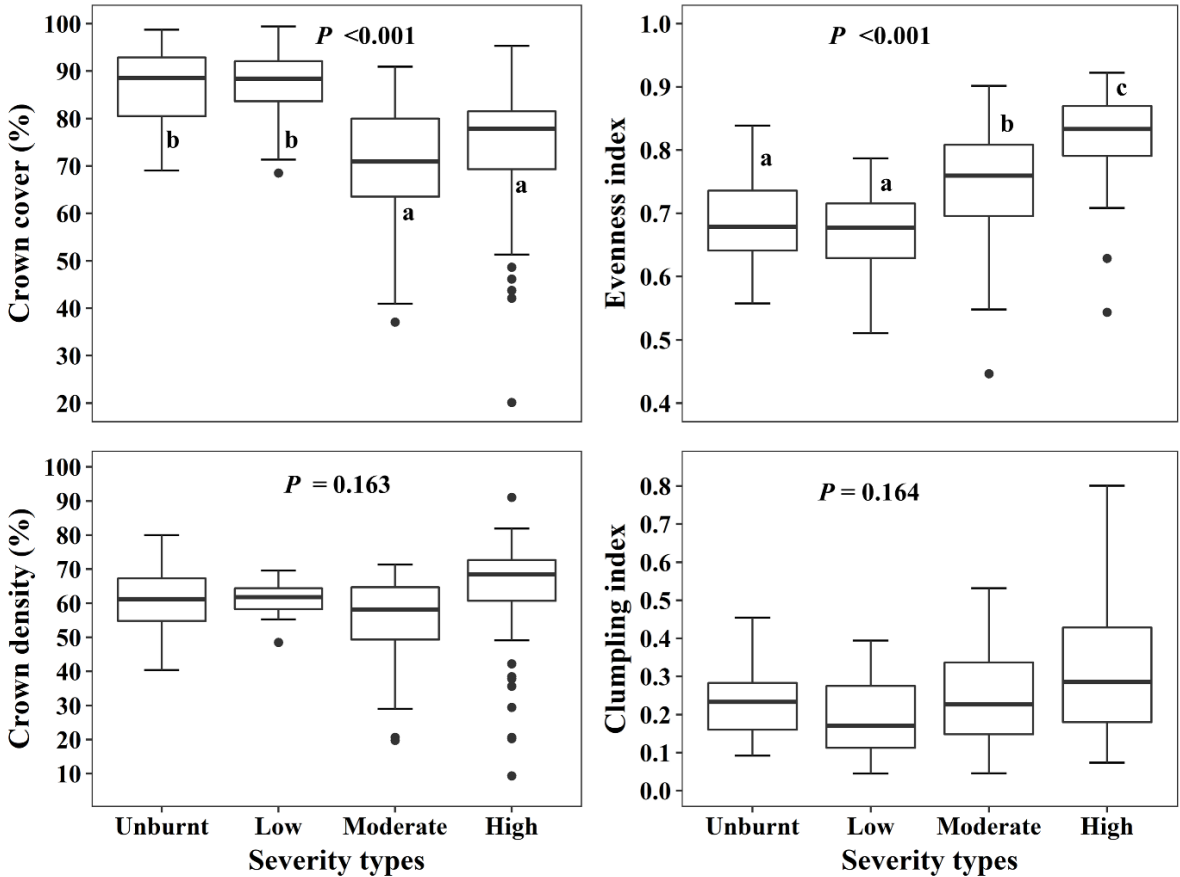 Crown cover (%)
100
90
80
70
60
50
40
30
20
P <0.001
b
b
a
a
Evenness index
1.0
0.9
0.8
0.7
0.6
0.5
0.4
P <0.001
a
a
b
c
Crown density (%)
100
90
80
70
60
50
40
30
20
10
P = 0.163
Unburnt Low Moderate High
Severity types
Clumpling index
0.8
0.7
0.6
0.5
0.4
0.3
0.2
0.1
0.0
P = 0.164
Unburnt Low Moderate High
Severity types